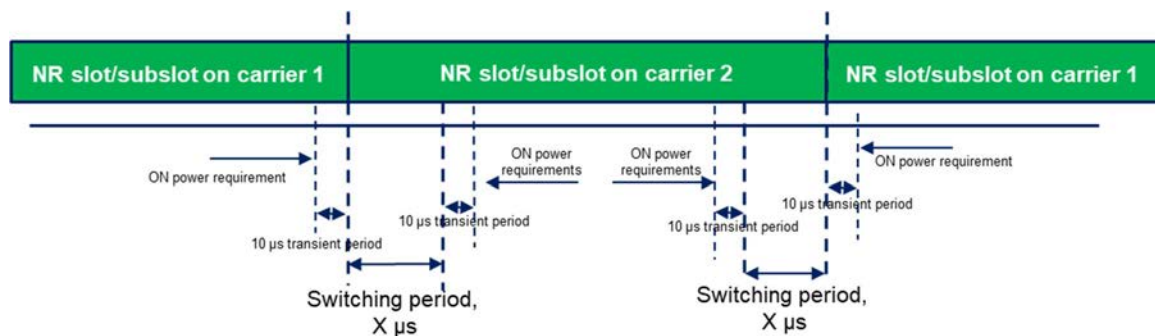 NR slot/subslot on carrier 1
NR slot/subslot on carrier 2
NR slot/subslot on carrier 1
ON power requirement
ON power
requirements
ON power
requirements
ON power requirement
10 µs transient period
10 µs transient period
10 µs transient period
10 µs transient period
Switching period,
X µs
Switching period,
X µs